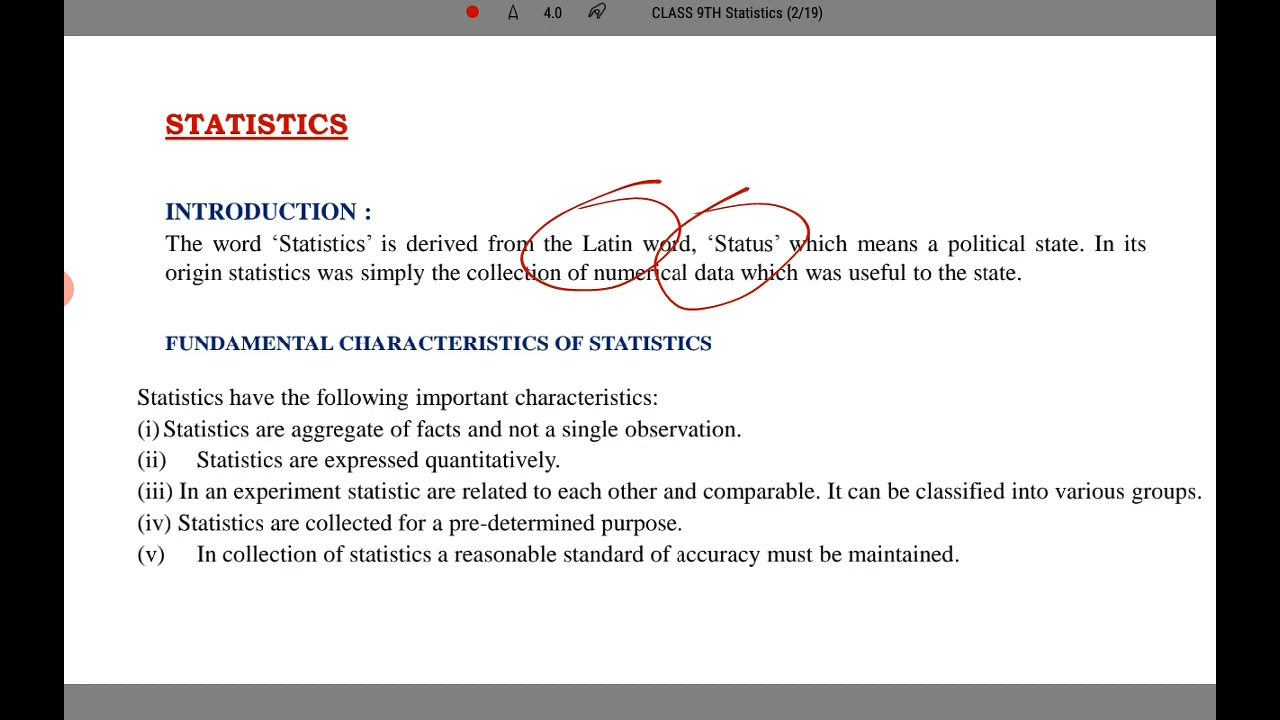 4.0 CLASS 9TH Statistics (2/19)
STATISTICS
INTRODUCTION :
The word ‘Statistics’ is derived from the Latin word, ‘Status’ which means a political state. In its
origin statistics was simply the collection of numerical data which was useful to the state.
FUNDAMENTAL CHARACTERISTICS OF STATISTICS
Statistics have the following important characteristics:
(i) Statistics are aggregate of facts and not a single observation.
(ii) Statistics are expressed quantitatively.
(iii) In an experiment statistic are related to each other and comparable. It can be classified into various groups.
(iv) Statistics are collected for a pre-determined purpose.
(v) In collection of statistics a reasonable standard of accuracy must be maintained.